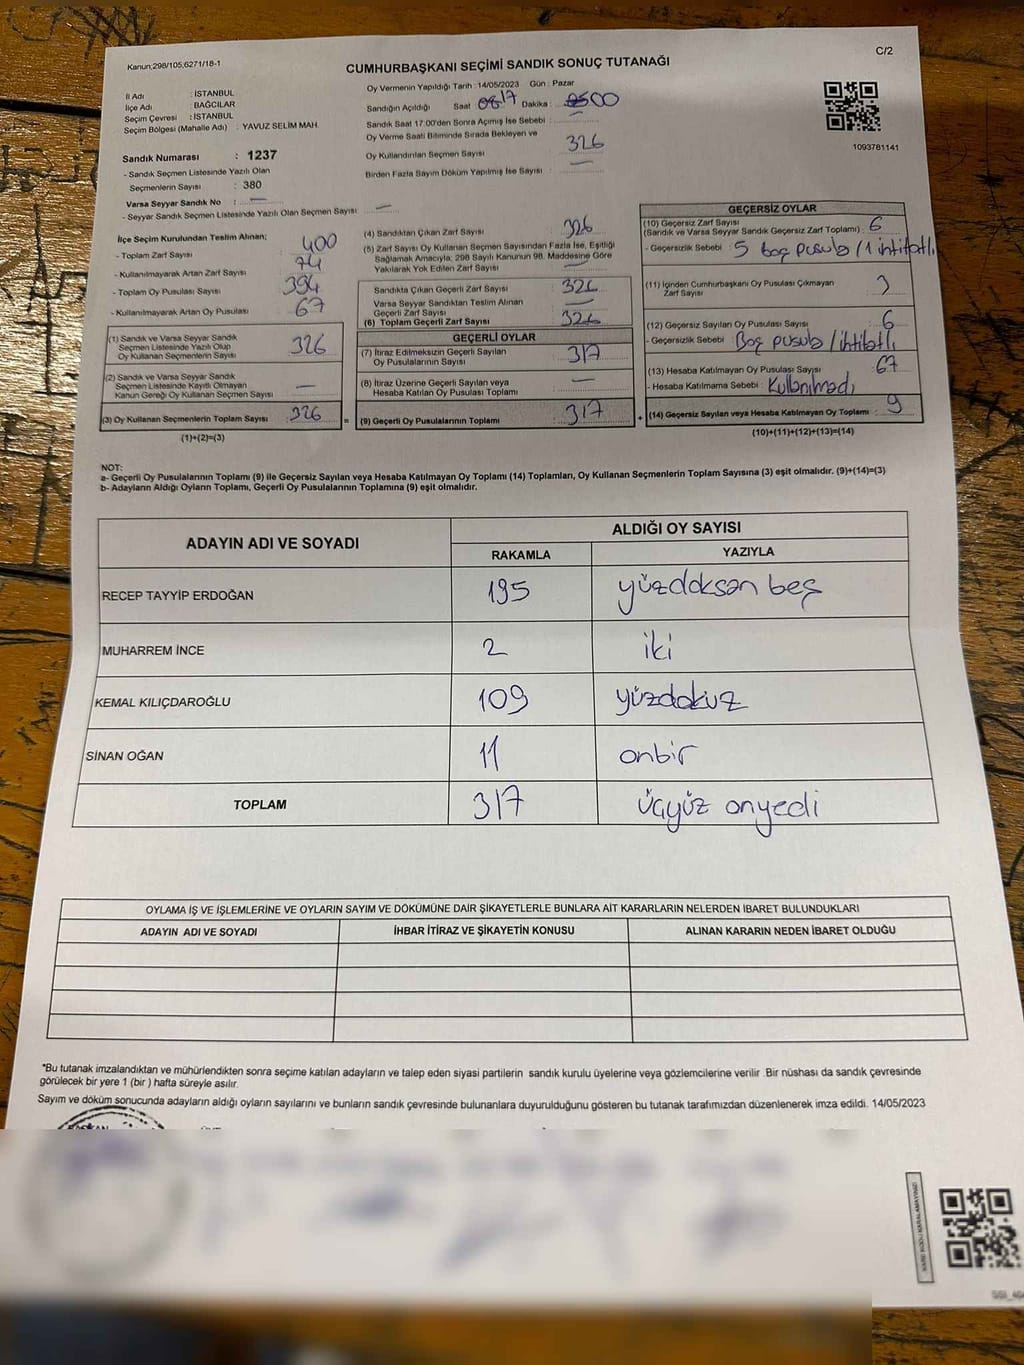 Kanun;298/105,6271/18-1
C/2
CUMHURBAŞKANI SEÇİMİ SANDIK SONUÇ TUTANAĞI
1093781141
İl Adı : İSTANBUL
İlçe Adı : BAĞCILAR
Seçim Çevresi : İSTANBUL
Seçim Bölgesi (Mahalle Adı) : YAVUZ SELİM MAH.
Sandık Numarası : 1237
- Sandık Seçmen Listesinde Yazılı Olan
Seçmenlerin Sayısı : 380
Varsa Seyyar Sandık No : —
- Seyyar Sandık Seçmen Listesinde Yazılı Olan Seçmen Sayısı : —
Oy Vermenin Yapıldığı Tarih : 14/05/2023 Gün : Pazar
Sandığın Açıldığı Saat 17 Dakika : 00
Sandık Saat 17:00'den Sonra Açımış İse Sebebi : —
Oy Verme Saati Bitiminde Sırada Bekleyen ve
Oy Kullandırılan Seçmen Sayısı 326
Birden Fazla Sayım Döküm Yapılmış İse Sayısı : —
İlçe Seçim Kurulundan Teslim Alınan;
- Toplam Zarf Sayısı 400
- Kullanılmayarak Artan Zarf Sayısı 74
- Toplam Oy Pusulası Sayısı 394
- Kullanılmayarak Artan Oy Pusulası 67
(1) Sandık ve Varsa Seyyar Sandık
Seçmen Listesinde Yazılı Olup
Oy Kullanan Seçmenlerin Sayısı 326
(2) Sandık ve Varsa Seyyar Sandık
Seçmen Listesinde Kayıtlı Olmayan
Kanun Gereği Oy Kullanan Seçmen Sayısı —
(3) Oy Kullanan Seçmenlerin Toplam Sayısı 326 =
(1)+(2)=(3)
(4) Sandıktan Çıkan Zarf Sayısı 326
(5) Zarf Sayısı Oy Kullanan Seçmen Sayısından Fazla İse, Eşitliği
Sağlamak Amacıyla, 298 Sayılı Kanunun 98. Maddesine Göre
Yakılarak Yok Edilen Zarf Sayısı —
Sandıkta Çıkan Geçerli Zarf Sayısı 326
Varsa Seyyar Sandıktan Teslim Alınan
Geçerli Zarf Sayısı —
(6) Toplam Geçerli Zarf Sayısı 326
GEÇERLİ OYLAR
(7) İtiraz Edilmeksizin Geçerli Sayılan
Oy Pusulalarının Sayısı 317
(8) İtiraz Üzerine Geçerli Sayılan veya
Hesaba Katılan Oy Pusulası Toplamı —
(9) Geçerli Oy Pusulalarının Toplamı 317 +
GEÇERSİZ OYLAR
(10) Geçersiz Zarf Sayısı
(Sandık ve Varsa Seyyar Sandık Geçersiz Zarf Toplamı) : 6
- Geçersizlik Sebebi : 5 boş pusula / 1 ihtilatlı
(11) İçinden Cumhurbaşkanı Oy Pusulası Çıkmayan
Zarf Sayısı : 3
(12) Geçersiz Sayılan Oy Pusulası Sayısı : 6
- Geçersizlik Sebebi Boş pusula / ihtilatlı
(13) Hesaba Katılmayan Oy Pusulası Sayısı : 67
- Hesaba Katılmama Sebebi : Kullanılmadı
(14) Geçersiz Sayılan veya Hesaba Katılmayan Oy Toplamı : 9
(10)+(11)+(12)+(13)=(14)
NOT:
a- Geçerli Oy Pusulalarının Toplamı (9) ile Geçersiz Sayılan veya Hesaba Katılmayan Oy Toplamı (14) Toplamları, Oy Kullanan Seçmenlerin Toplam Sayısına (3) eşit olmalıdır. (9)+(14)=(3)
b- Adayların Aldığı Oyların Toplamı, Geçerli Oy Pusulalarının Toplamına (9) eşit olmalıdır.
ADAYIN ADI VE SOYADI ALDIĞI OY SAYISI
RAKAMLA YAZIYLA
RECEP TAYYİP ERDOĞAN 195 yüzdoksan beş
MUHARREM İNCE 2 iki
KEMAL KILIÇDAROĞLU 109 yüzdokuz
SİNAN OĞAN 11 onbir
TOPLAM 317 üçyüz onyedi
OYLAMA İŞ VE İŞLEMLERİNE VE OYLARIN SAYIM VE DÖKÜMÜNE DAİR ŞİKAYETLERLE BUNLARA AİT KARARLARIN NELERDEN İBARET BULUNDUKLARI
ADAYIN ADI VE SOYADI İHBAR İTİRAZ VE ŞİKAYETİN KONUSU ALINAN KARARIN NEDEN İBARET OLDUĞU
*Bu tutanak imzalandıktan ve mühürlendikten sonra seçime katılan adayların ve talep eden siyasi partilerin sandık kurulu üyelerine veya gözlemcilerine verilir .Bir nüshası da sandık çevresinde
görülecek bir yere 1 (bir ) hafta süreyle asılır.
Sayım ve döküm sonucunda adayların aldığı oyların sayılarını ve bunların sandık çevresinde bulunanlara duyurulduğunu gösteren bu tutanak tarafımızdan düzenlenerek imza edildi. 14/05/2023
BAŞKAN